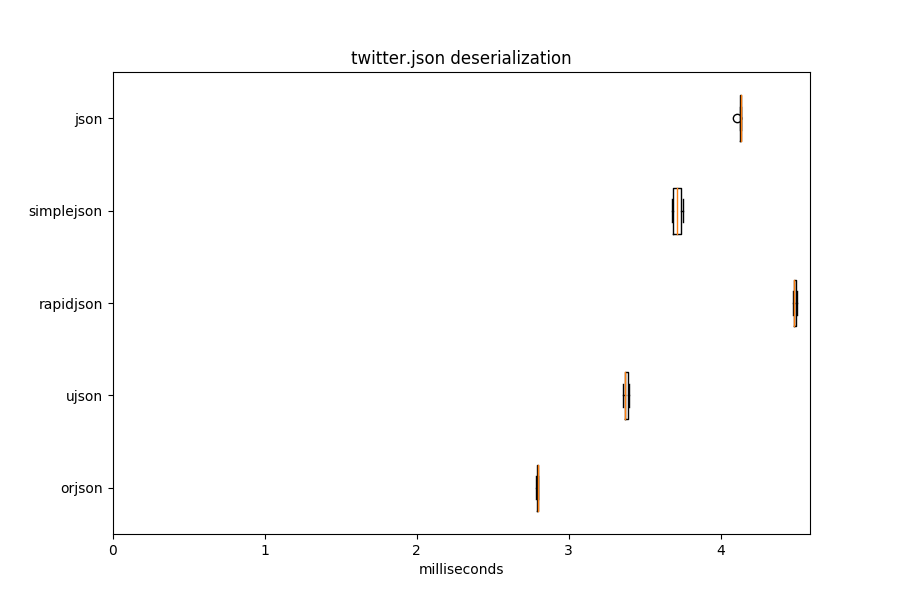 twitter.json deserialization
json
simplejson
rapidjson
ujson
orjson
0 1 2 3 4
milliseconds